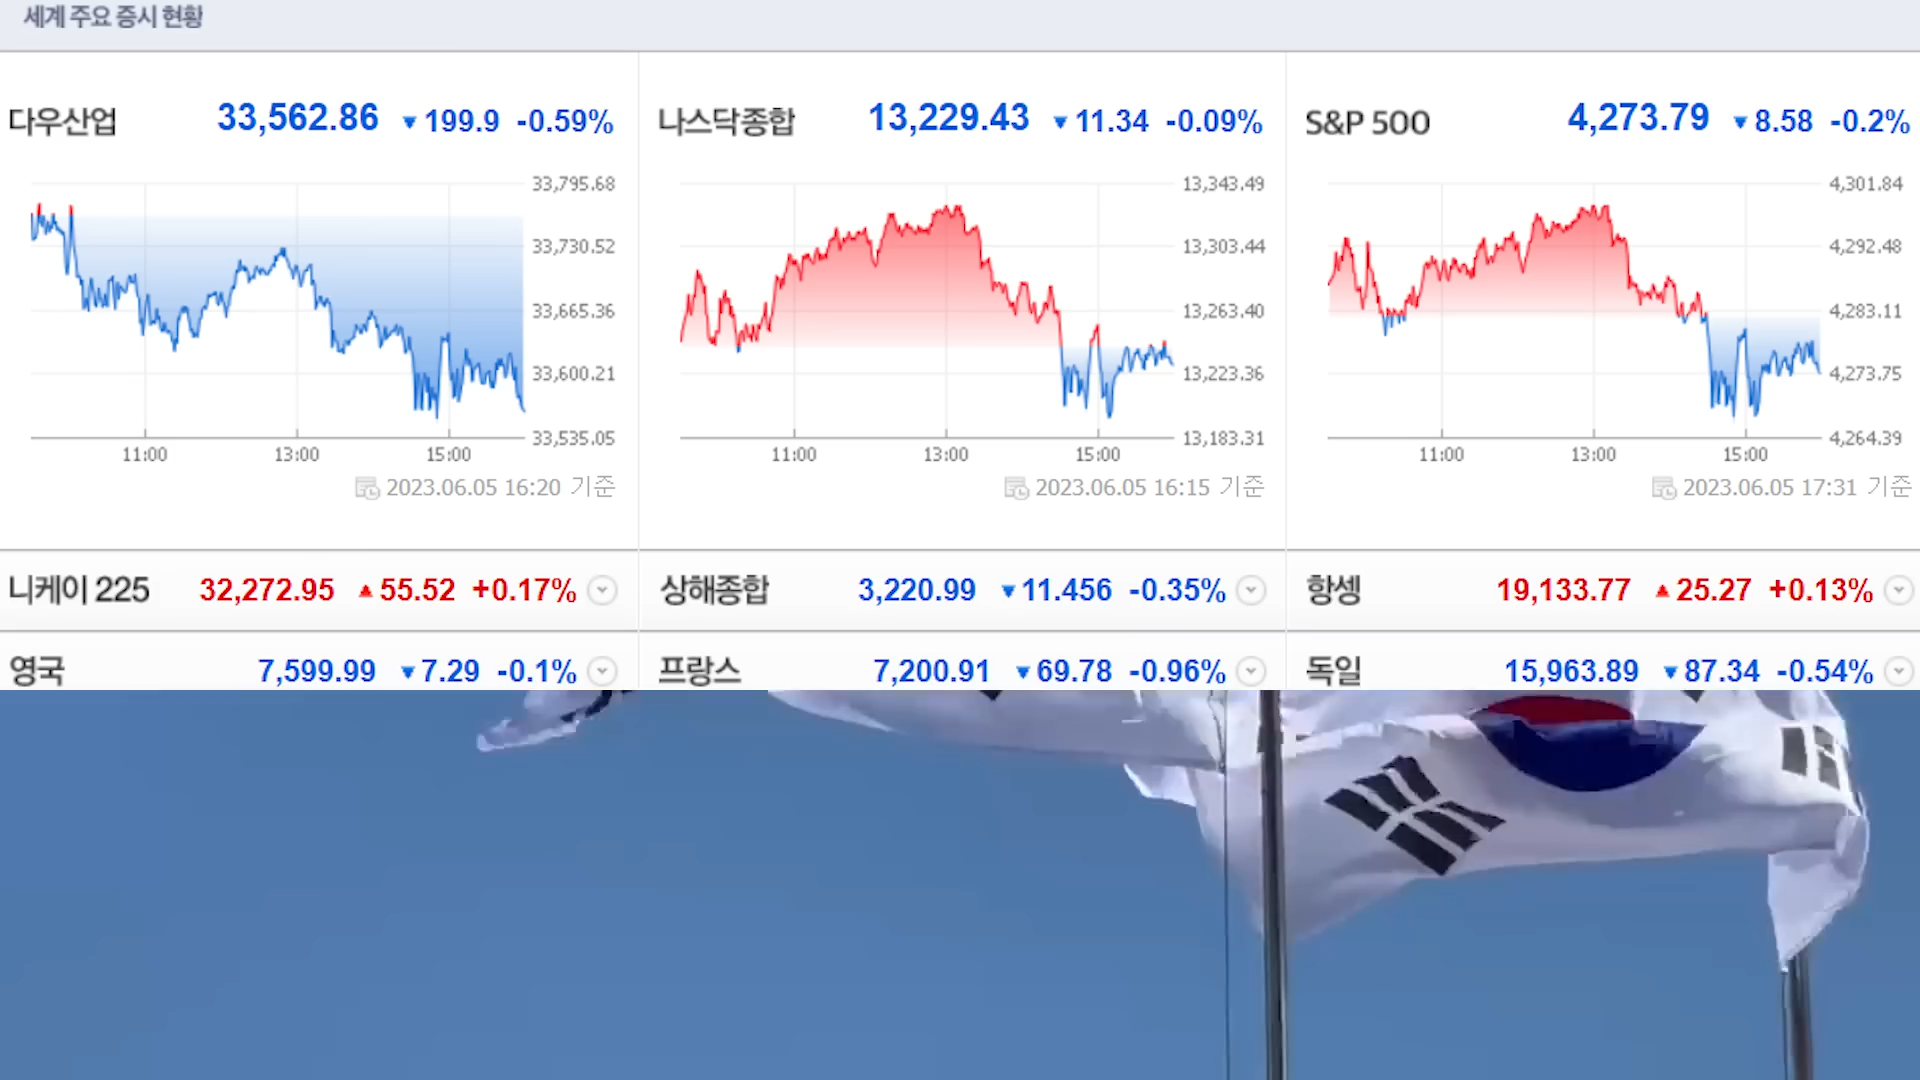 세계 주요 증시 현황
다우산업 33,562.86 ▼199.9 -0.59%
33,795.68
33,730.52
33,665.36
33,600.21
33,535.05
11:00 13:00 15:00
2023.06.05 16:20 기준
나스닥종합 13,229.43 ▼11.34 -0.09%
13,343.49
13,303.44
13,263.40
13,223.36
13,183.31
11:00 13:00 15:00
2023.06.05 16:15 기준
S&P 500 4,273.79 ▼8.58 -0.2%
4,301.84
4,292.48
4,283.11
4,273.75
4,264.39
11:00 13:00 15:00
2023.06.05 17:31 기준
니케이 225 32,272.95 ▲55.52 +0.17%
상해종합 3,220.99 ▼11.456 -0.35%
항셍 19,133.77 ▲25.27 +0.13%
영국 7,599.99 ▼7.29 -0.1%
프랑스 7,200.91 ▼69.78 -0.96%
독일 15,963.89 ▼87.34 -0.54%